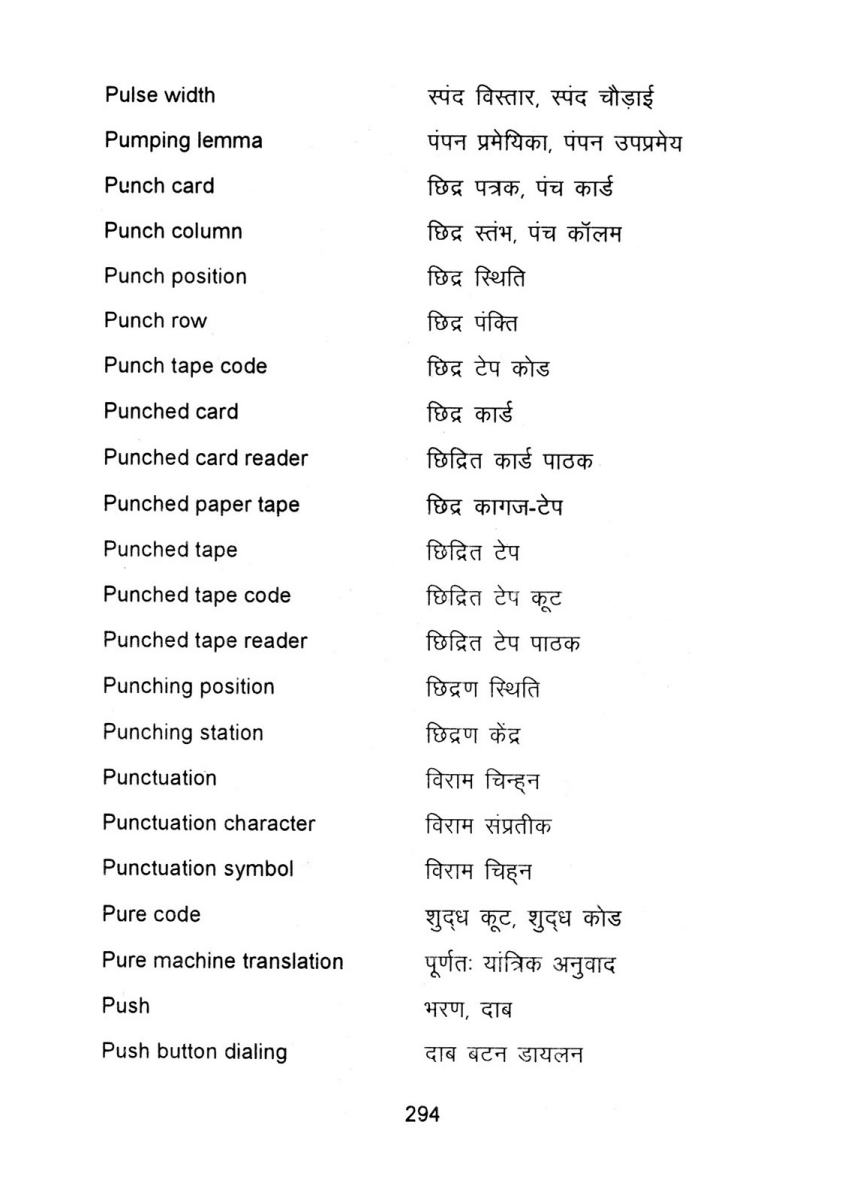 Pulse width स्पंद विस्तार, स्पंद चौड़ाई
Pumping lemma पंपन प्रमेयिका, पंपन उपप्रमेय
Punch card छिद्र पत्रक, पंच कार्ड
Punch column छिद्र स्तंभ, पंच कॉलम
Punch position छिद्र स्थिति
Punch row छिद्र पंक्ति
Punch tape code छिद्र टेप कोड
Punched card छिद्र कार्ड
Punched card reader छिद्रित कार्ड पाठक
Punched paper tape छिद्र कागज-टेप
Punched tape छिद्रित टेप
Punched tape code छिद्रित टेप कूट
Punched tape reader छिद्रित टेप पाठक
Punching position छिद्रण स्थिति
Punching station छिद्रण केंद्र
Punctuation विराम चिन्ह्न
Punctuation character विराम संप्रतीक
Punctuation symbol विराम चिह्न
Pure code शुद्ध कूट, शुद्ध कोड
Pure machine translation पूर्णतः यांत्रिक अनुवाद
Push भरण, दाब
Push button dialing दाब बटन डायलन
294